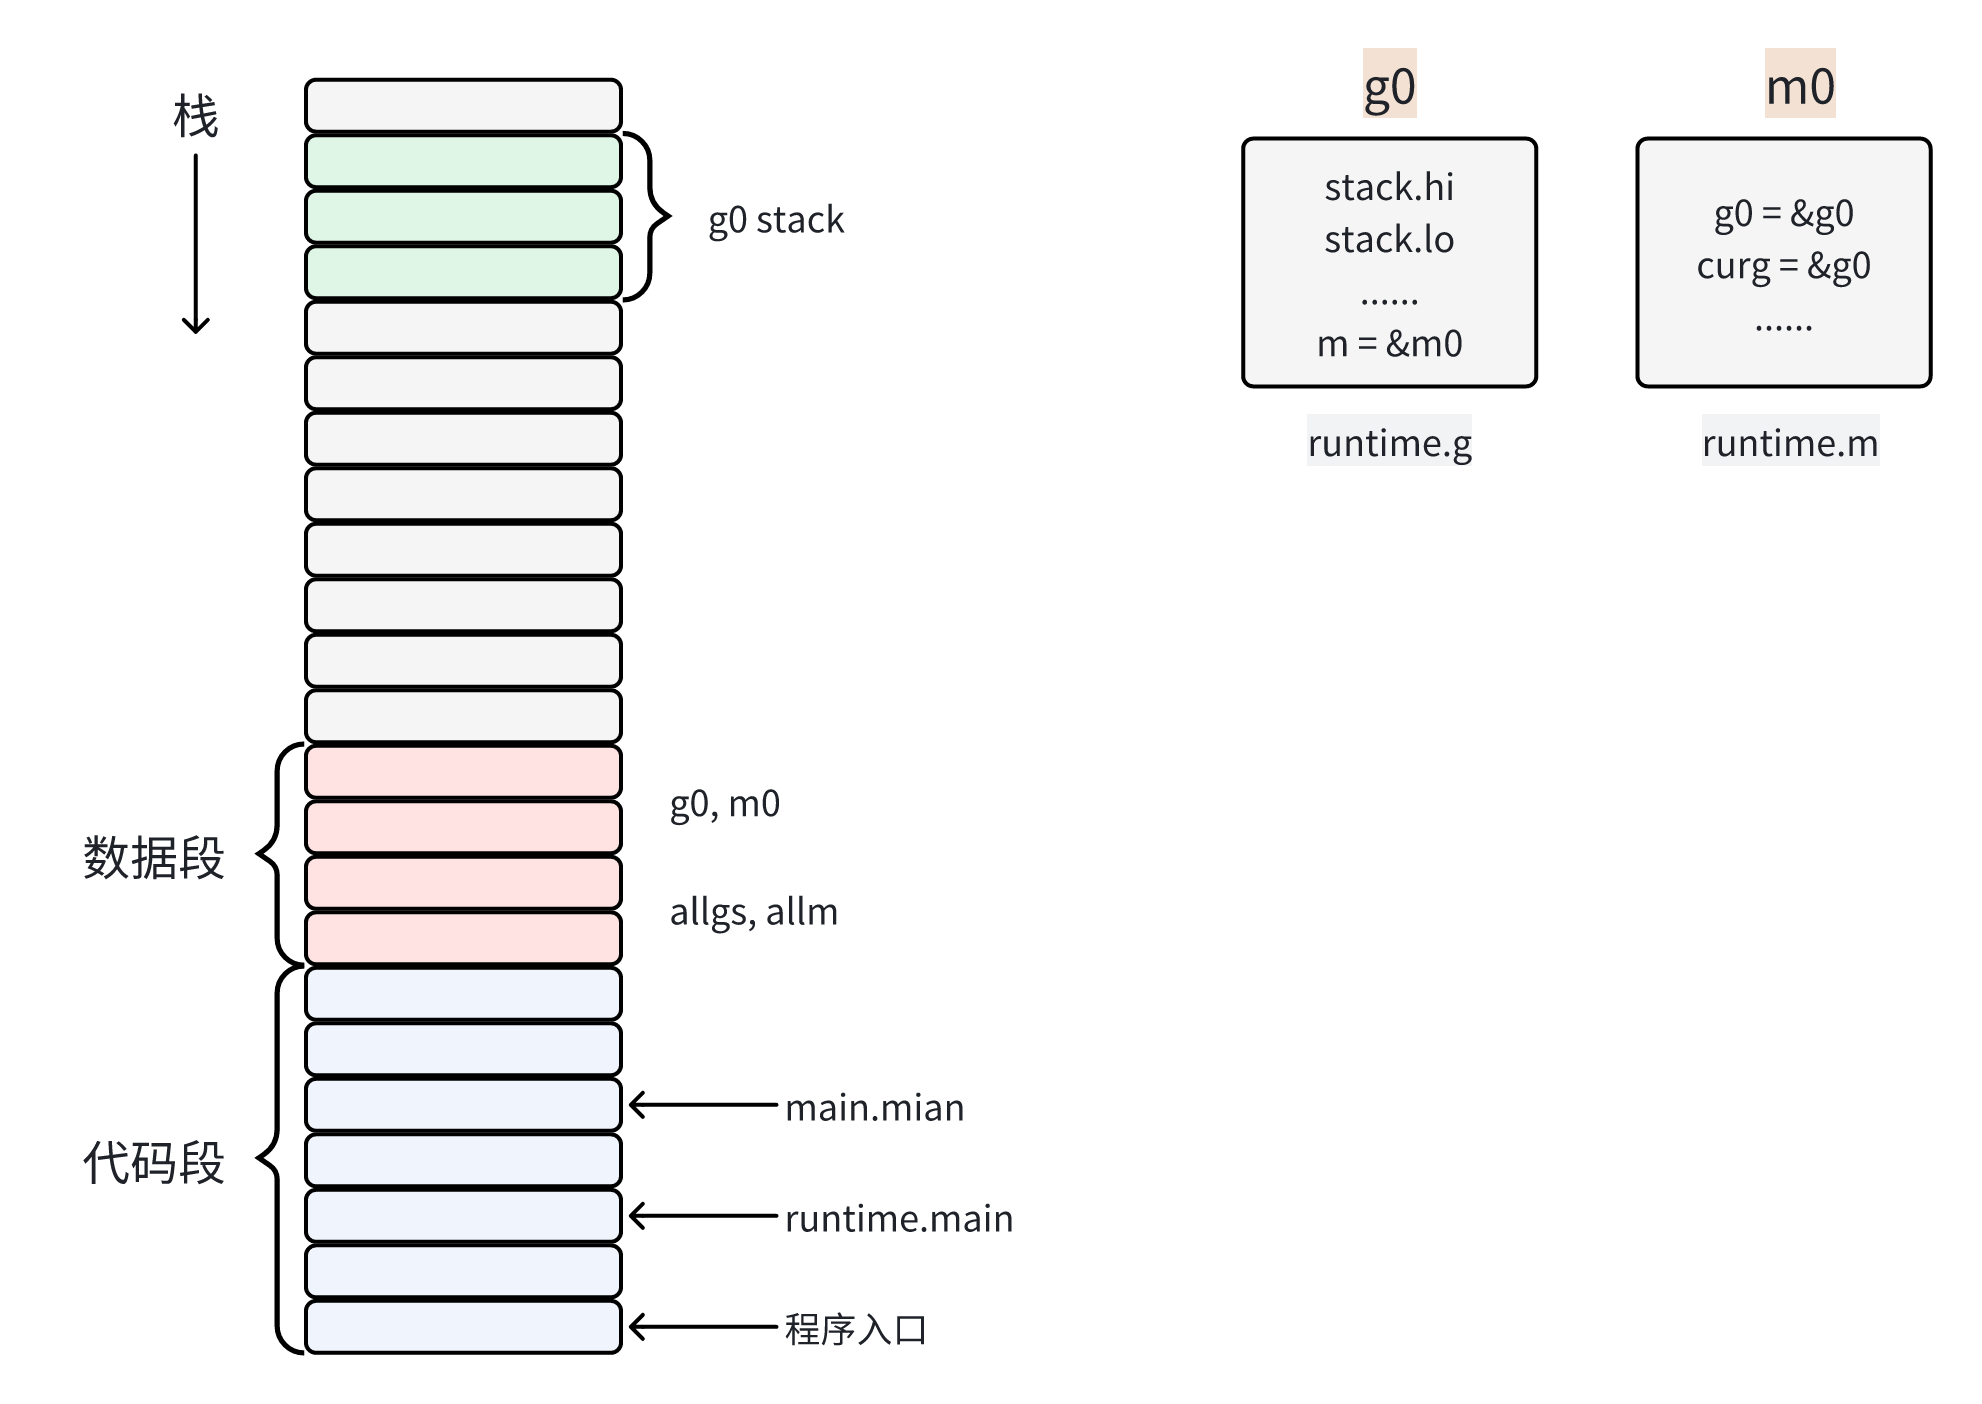 栈
g0 stack
数据段
g0, m0
allgs, allm
代码段
main.mian
runtime.main
程序入口
g0
stack.hi
stack.lo
......
m = &m0
runtime.g
m0
g0 = &g0
curg = &g0
......
runtime.m